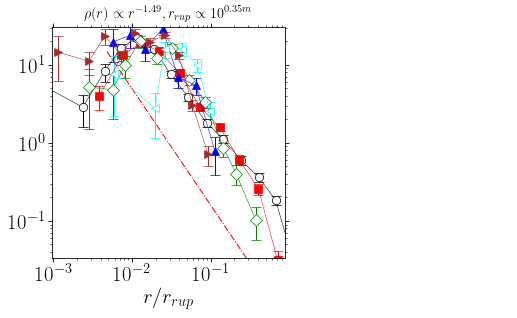 ρ(r) ∝ r^{-1.49}, r_{rup} ∝ 10^{0.35m}
10^1
10^0
10^{-1}
10^{-3} 10^{-2} 10^{-1}
r/r_{rup}